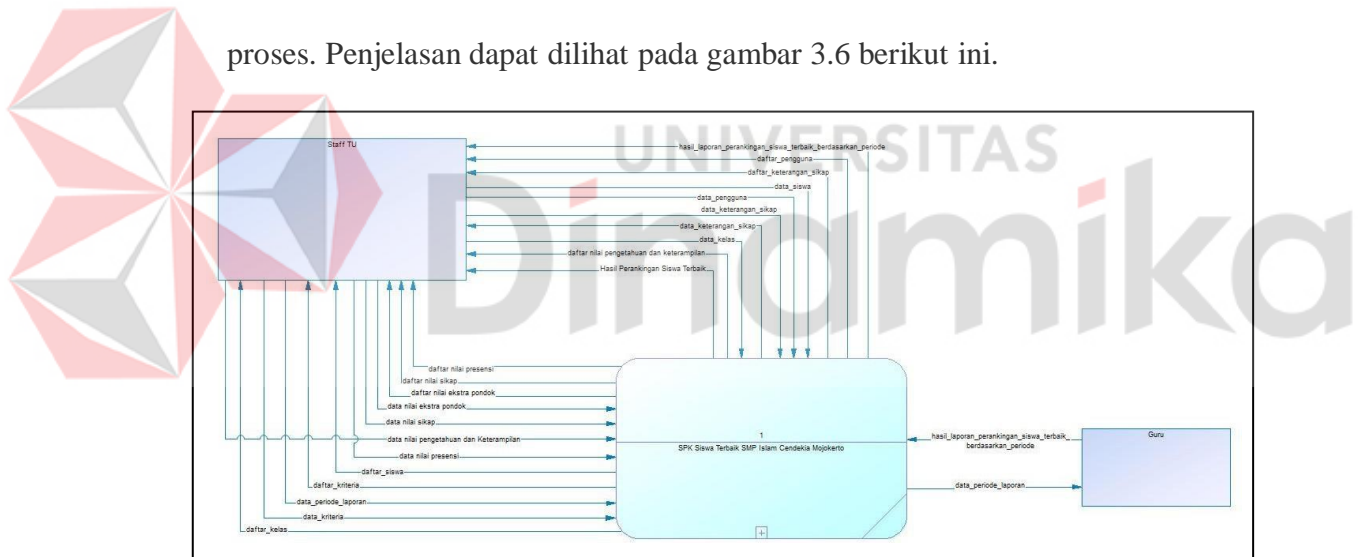 proses. Penjelasan dapat dilihat pada gambar 3.6 berikut ini.
UNIVERSITAS
Dinamika
Staff TU
hasil_laporan_perankingan_siswa_terbaik_berdasarkan_periode
daftar_pengguna
daftar_keterangan_sikap
data_siswa
data_pengguna
data_keterangan_sikap
data_keterangan_sikap
data_kelas
daftar nilai pengetahuan dan keterampilan
Hasil Perankingan Siswa Terbaik
daftar nilai presensi
daftar nilai sikap
daftar nilai ekstra pondok
data nilai ekstra pondok
data nilai sikap
data nilai pengetahuan dan Keterampilan
data nilai presensi
daftar_siswa
daftar_kriteria
data_periode_laporan
data_kriteria
daftar_kelas
1
SPK Siswa Terbaik SMP Islam Cendekia Mojokerto
hasil_laporan_perankingan_siswa_terbaik_
berdasarkan_periode
data_periode_laporan
Guru